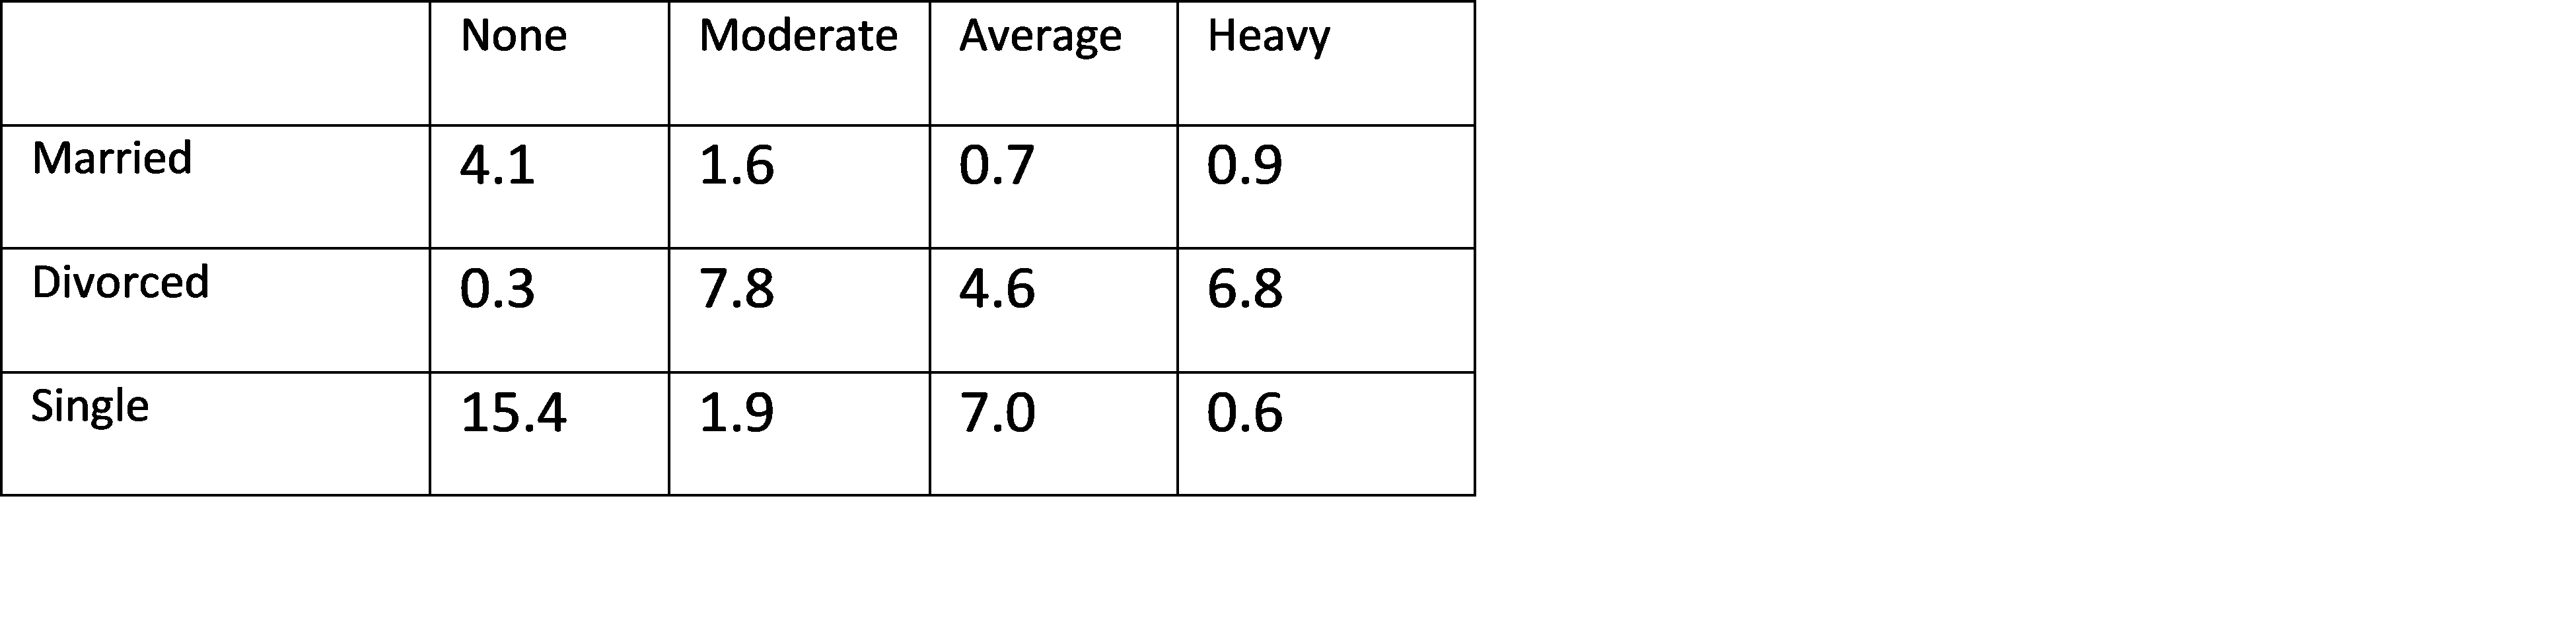 None Moderate Average Heavy
Married 4.1 1.6 0.7 0.9
Divorced 0.3 7.8 4.6 6.8
Single 15.4 1.9 7.0 0.6